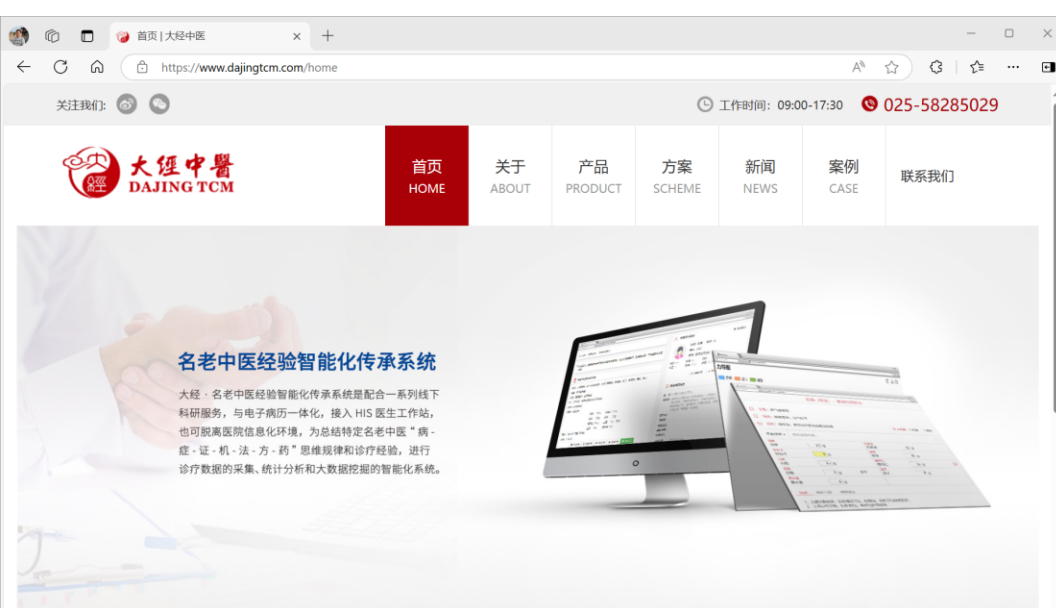 首页 | 大经中医
https://www.dajingtcm.com/home
关注我们:
工作时间：09:00-17:30
025-58285029
大經中醫
DAJING TCM
首页
HOME
关于
ABOUT
产品
PRODUCT
方案
SCHEME
新闻
NEWS
案例
CASE
联系我们
名老中医经验智能化传承系统
大经 · 名老中医经验智能化传承系统是配合一系列线下
科研服务，与电子病历一体化，接入 HIS 医生工作站，
也可脱离医院信息化环境，为总结特定名老中医 “ 病 -
症 - 证 - 机 - 法 - 方 - 药 ” 思维规律和诊疗经验，进行
诊疗数据的采集、统计分析和大数据挖掘的智能化系统。